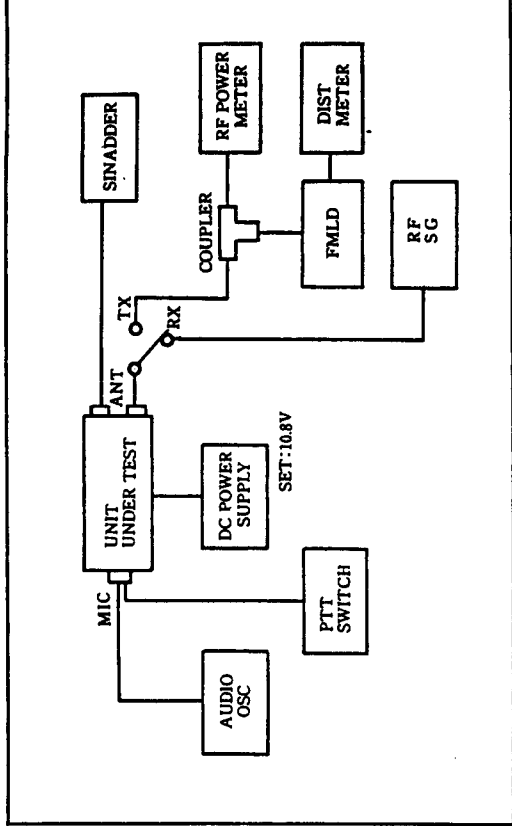 SINADDER
RF POWER
METER
DIST
METER
COUPLER
FMLD
RF
SG
TX
RX
ANT
UNIT
UNDER TEST
DC POWER
SUPPLY
SET:10.8V
MIC
PTT
SWITCH
AUDIO
OSC